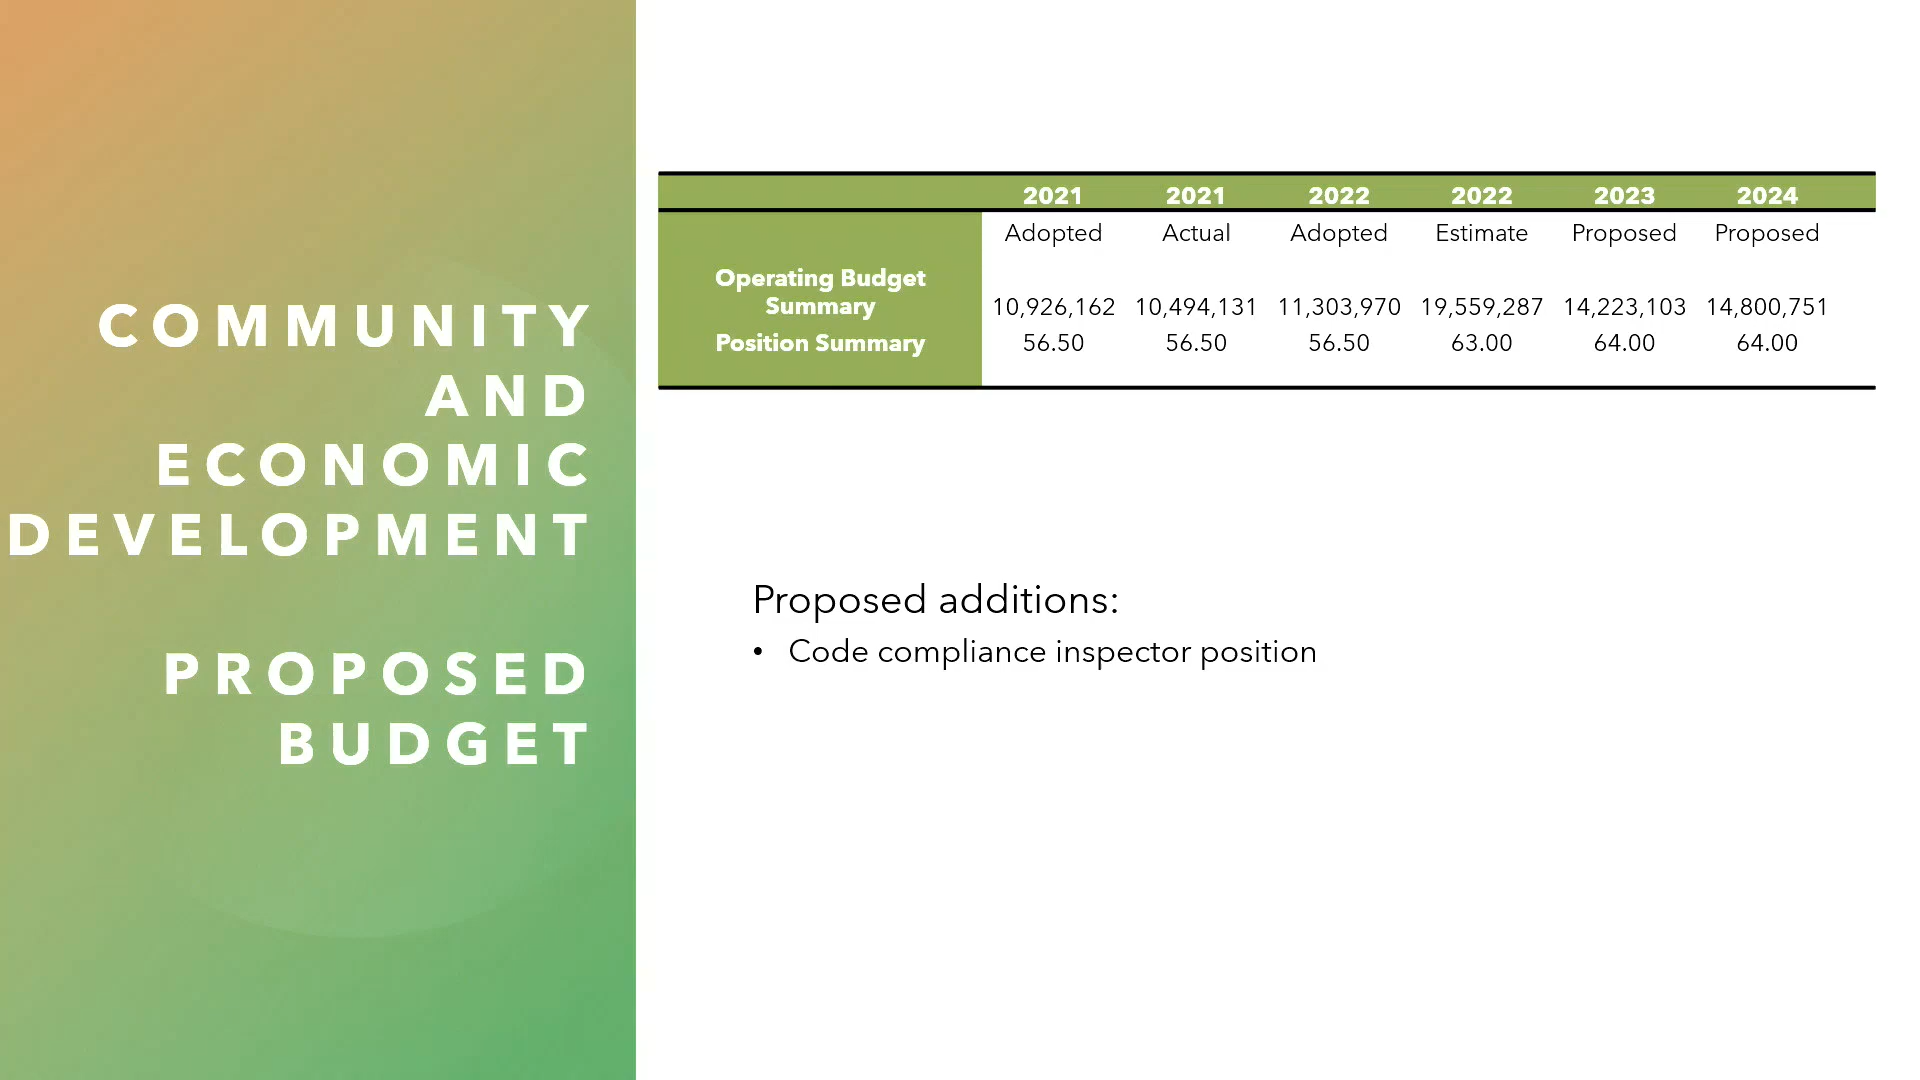 COMMUNITY
AND
ECONOMIC
DEVELOPMENT
PROPOSED
BUDGET
2021 2021 2022 2022 2023 2024
Adopted Actual Adopted Estimate Proposed Proposed
Operating Budget
Summary 10,926,162 10,494,131 11,303,970 19,559,287 14,223,103 14,800,751
Position Summary 56.50 56.50 56.50 63.00 64.00 64.00
Proposed additions:
• Code compliance inspector position